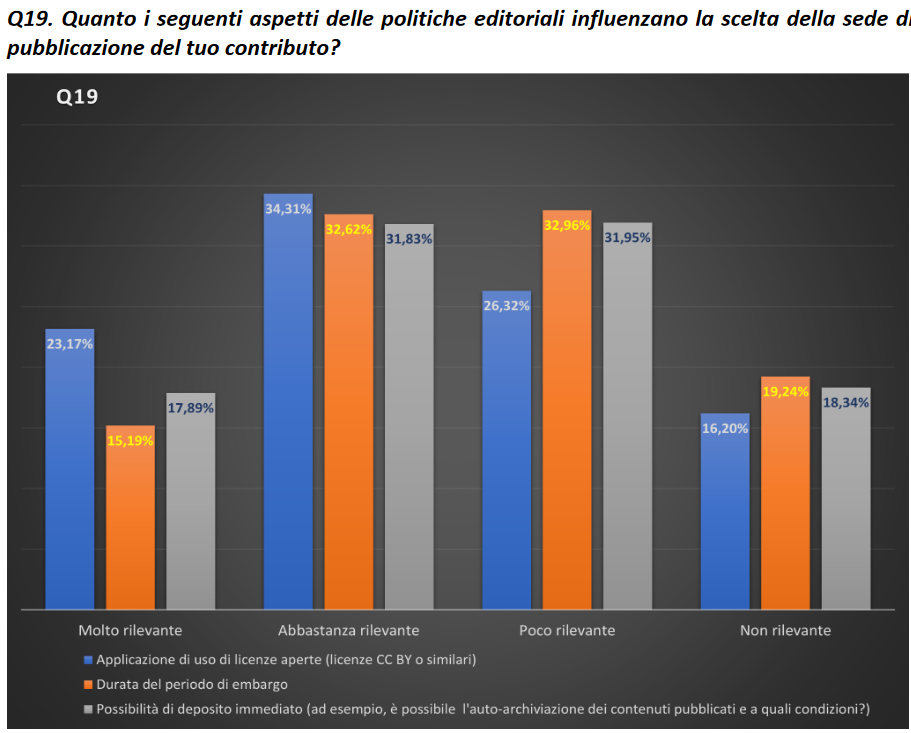 Q19. Quanto i seguenti aspetti delle politiche editoriali influenzano la scelta della sede di
pubblicazione del tuo contributo?
Q19
34,31%
32,62%
31,83%
32,96%
31,95%
26,32%
23,17%
15,19%
17,89%
19,24%
18,34%
16,20%
Molto rilevante
Abbastanza rilevante
Poco rilevante
Non rilevante
Applicazione di uso di licenze aperte (licenze CC BY o similari)
Durata del periodo di embargo
Possibilità di deposito immediato (ad esempio, è possibile l'auto-archiviazione dei contenuti pubblicati e a quali condizioni?)